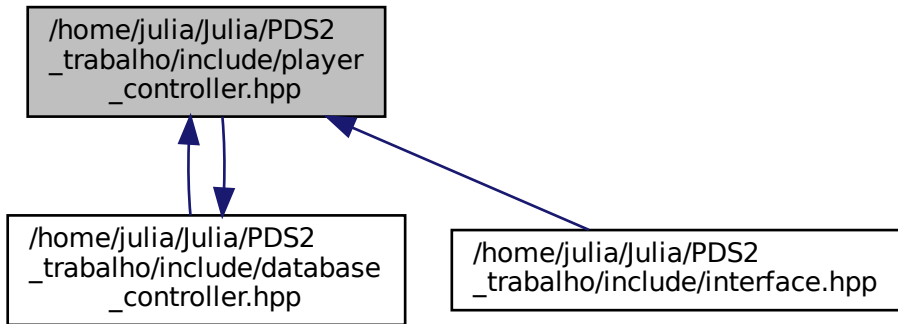 /home/julia/Julia/PDS2
_trabalho/include/player
_controller.hpp
/home/julia/Julia/PDS2
_trabalho/include/database
_controller.hpp
/home/julia/Julia/PDS2
_trabalho/include/interface.hpp